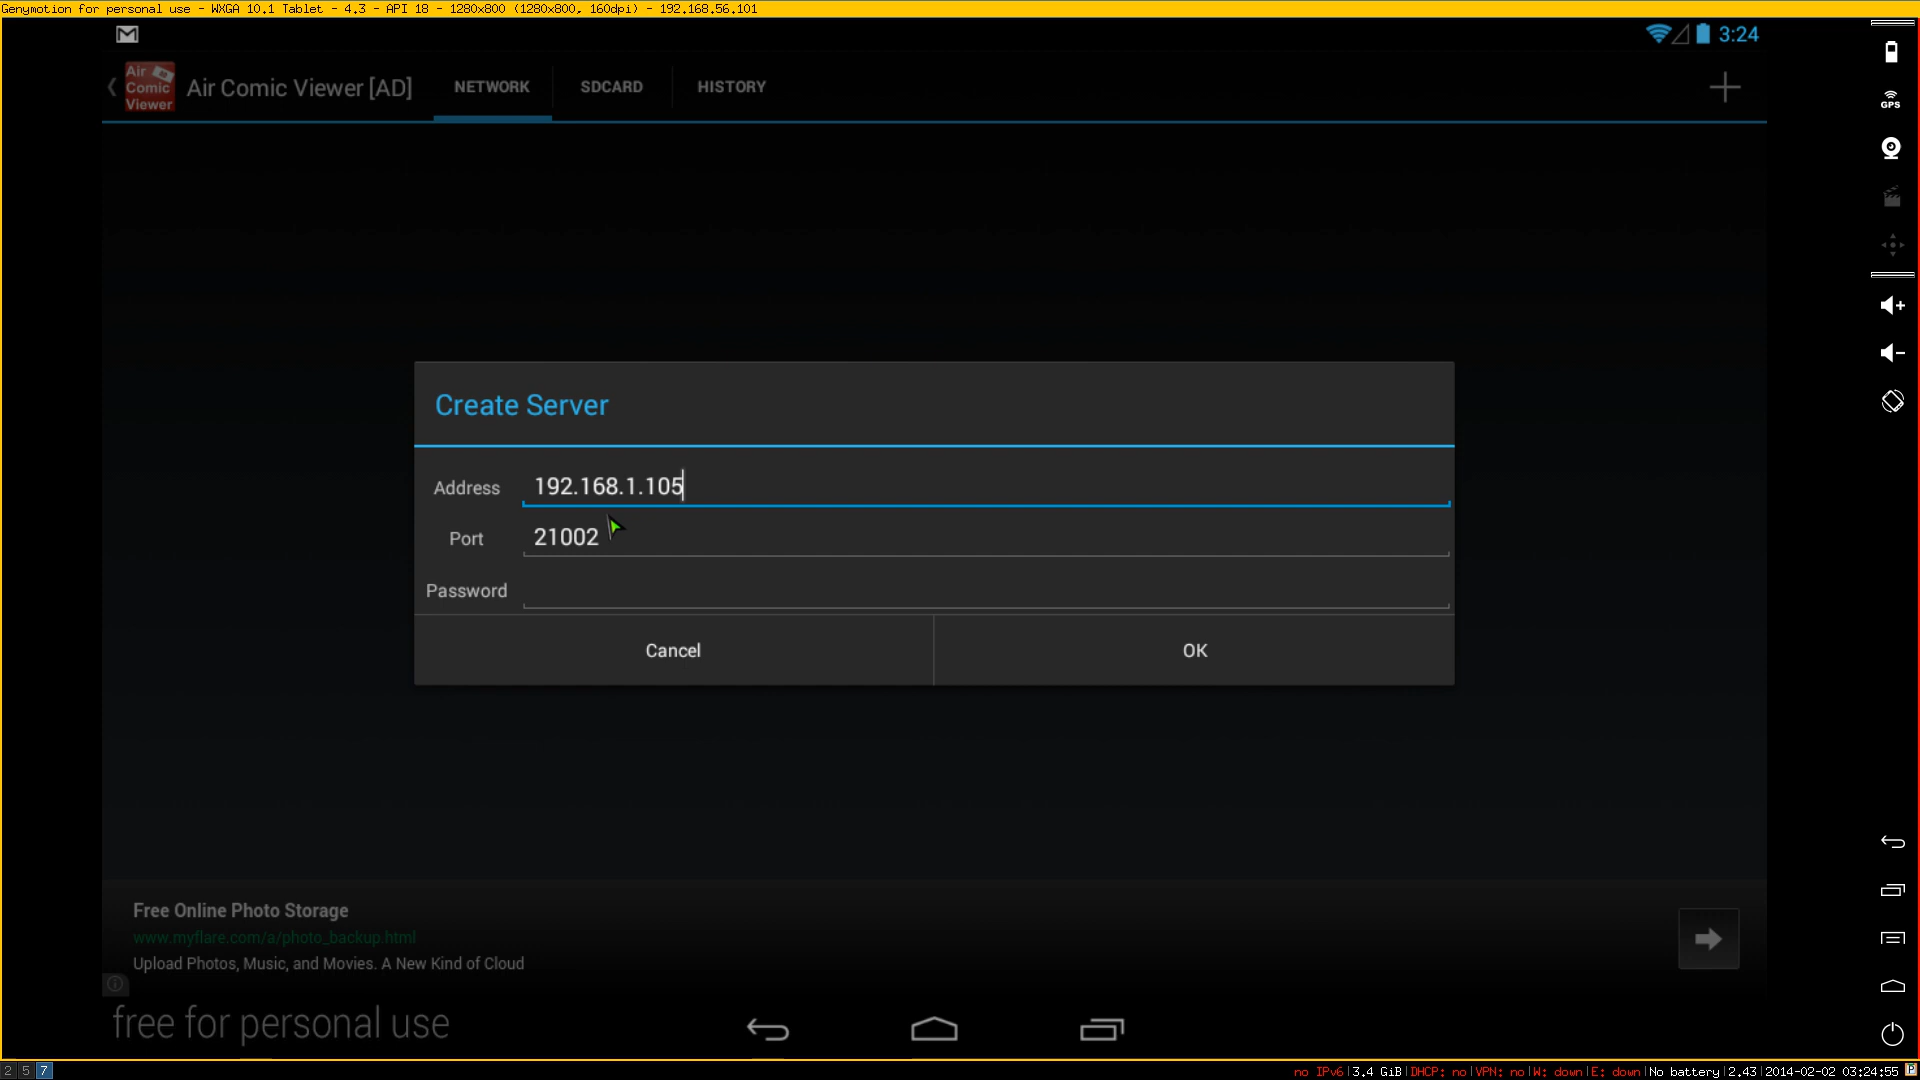 Genymotion for personal use - WXGA 10.1 Tablet - 4.3 - API 18 - 1280x800 (1280x800, 160dpi) - 192.168.56.101
3:24
Air Comic Viewer
Air Comic Viewer [AD]
NETWORK
SDCARD
HISTORY
GPS
Create Server
Address 192.168.1.105
Port 21002
Password
Cancel
OK
Free Online Photo Storage
www.myflare.com/a/photo_backup.html
Upload Photos, Music, and Movies. A New Kind of Cloud
free for personal use
2 5 7
no IPv6|3.4 GiB|DHCP: no|VPN: no|W: down|E: down|No battery|2.43|2014-02-02 03:24:55